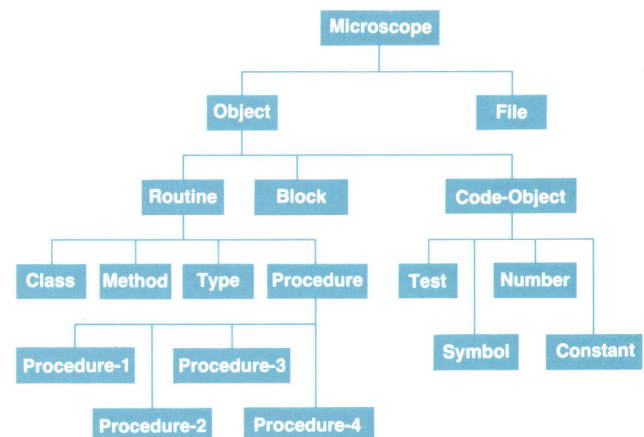 Microscope
Object
File
Routine
Block
Code-Object
Class
Method
Type
Procedure
Test
Number
Procedure-1
Procedure-3
Symbol
Constant
Procedure-2
Procedure-4